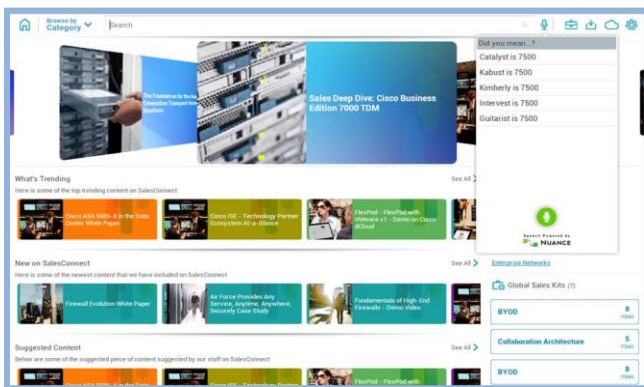 Browse by
Category
Search
Did you mean...?
Catalyst is 7500
Kabust is 7500
Kimberly is 7500
Intervest is 7500
Guitarist is 7500
Speech Powered by
NUANCE
The Foundation for the Next
Generation Transport Network
Sales Deep Dive: Cisco Business
Edition 7000 TDM
What's Trending
See All
Here is some of the top trending content on SalesConnect
Cisco ASA 5585-X in the Data
Center White Paper
Cisco ISE - Technology Partner
Ecosystem At-a-Glance
FlexPod - FlexPod with
VMware v1 - Demo on Cisco
dCloud
New on SalesConnect
See All
Here is some of the newest content that we have included on SalesConnect
Firewall Evolution White Paper
Air Force Provides Any
Service, Anytime, Anywhere,
Securely Case Study
Fundamentals of High-End
Firewalls - Demo Video
Suggested Content
See All
Below are some of the suggested piece of content suggested by our staff on SalesConnect
FlexPod - FlexPod with
Enterprise Networks
Global Sales Kits (7)
BYOD
8
ITEMS
Collaboration Architecture
5
ITEMS
BYOD
8
ITEMS